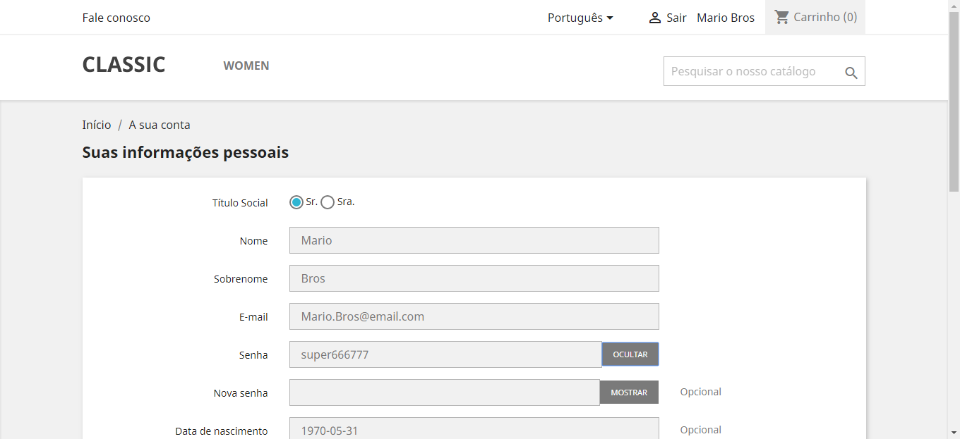 Fale conosco Português Sair Mario Bros Carrinho (0)
CLASSIC WOMEN Pesquisar o nosso catálogo
Início / A sua conta
Suas informações pessoais
Título Social Sr. Sra.
Nome Mario
Sobrenome Bros
E-mail Mario.Bros@email.com
Senha super666777 OCULTAR
Nova senha MOSTRAR Opcional
Data de nascimento 1970-05-31 Opcional